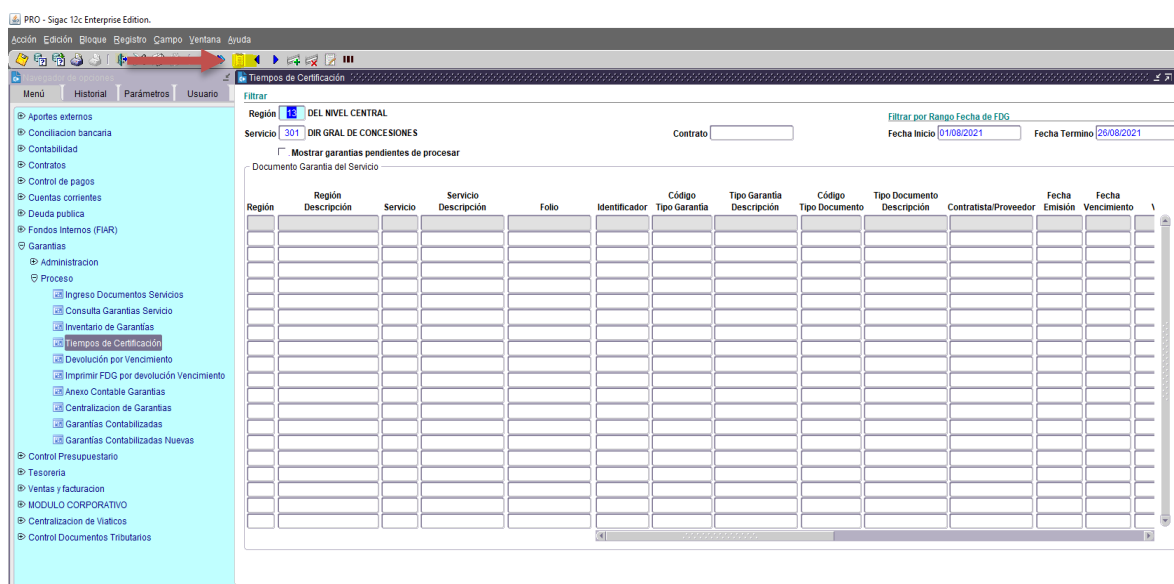 PRO - Sigac 12c Enterprise Edition.
Acción Edición Bloque Registro Campo Ventana Ayuda
Navegador de opciones
Tiempos de Certificación
Menú Historial Parámetros Usuario
Filtrar
Región 13 DEL NIVEL CENTRAL
Filtrar por Rango Fecha de FDG
Servicio 301 DIR GRAL DE CONCESIONES Contrato Fecha Inicio 01/08/2021 Fecha Termino 26/08/2021
Mostrar garantías pendientes de procesar
Documento Garantia del Servicio
Región Región Descripción Servicio Servicio Descripción Folio Identificador Código Tipo Garantía Tipo Garantía Descripción Código Tipo Documento Tipo Documento Descripción Contratista/Proveedor Fecha Emisión Fecha Vencimiento
Aportes externos
Conciliacion bancaria
Contabilidad
Contratos
Control de pagos
Cuentas corrientes
Deuda publica
Fondos Internos (FIAR)
Garantias
Administracion
Proceso
Ingreso Documentos Servicios
Consulta Garantias Servicio
Inventario de Garantías
Tiempos de Certificación
Devolución por Vencimiento
Imprimir FDG por devolución Vencimiento
Anexo Contable Garantias
Centralizacion de Garantias
Garantías Contabilizadas
Garantías Contabilizadas Nuevas
Control Presupuestario
Tesoreria
Ventas y facturacion
MODULO CORPORATIVO
Centralizacion de Viaticos
Control Documentos Tributarios